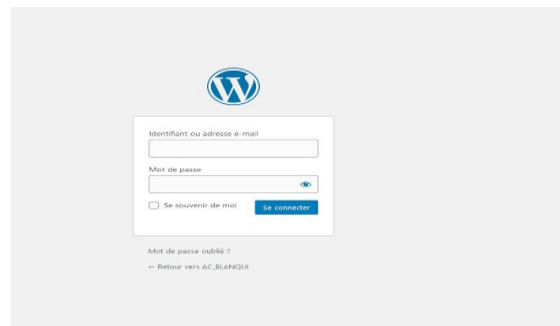 Identifiant ou adresse e-mail
Mot de passe
Se souvenir de moi
Se connecter
Mot de passe oublié ?
← Retour vers AC_BLANQUI